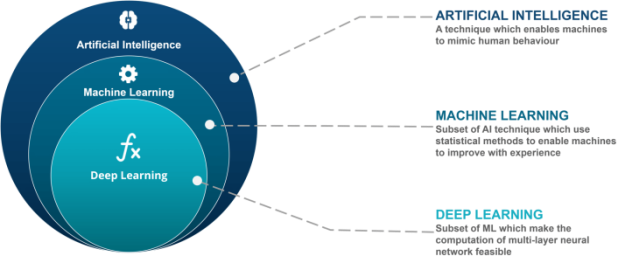 Artificial Intelligence
Machine Learning
fx
Deep Learning
ARTIFICIAL INTELLIGENCE
A technique which enables machines
to mimic human behaviour
MACHINE LEARNING
Subset of AI technique which use
statistical methods to enable machines
to improve with experience
DEEP LEARNING
Subset of ML which make the
computation of multi-layer neural
network feasible